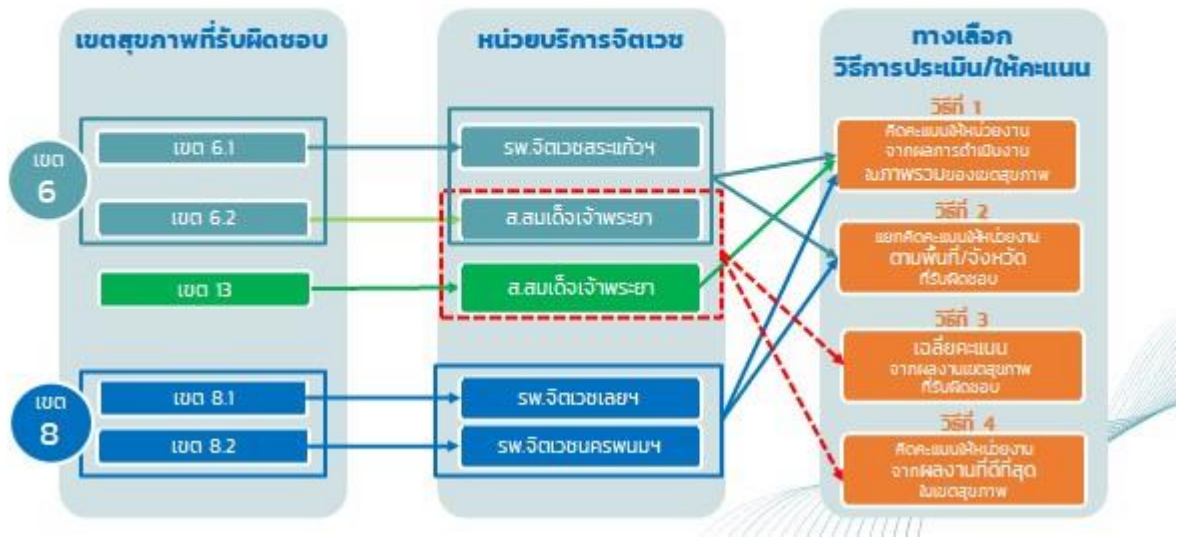 เขตสุขภาพที่รับผิดชอบ
เขต
6
เขต 6.1
เขต 6.2
เขต 13
เขต
8
เขต 8.1
เขต 8.2
หน่วยบริการจิตเวช
รพ.จิตเวชสระแก้วฯ
ส.สมเด็จเจ้าพระยา
ส.สมเด็จเจ้าพระยา
รพ.จิตเวชเลยฯ
รพ.จิตเวชนครพนมฯ
ทางเลือก
วิธีการประเมิน/ให้คะแนน
วิธีที่ 1
คิดคะแนนให้หน่วยงาน
จากผลการดำเนินงาน
ในภาพรวมของเขตสุขภาพ
วิธีที่ 2
แยกคิดคะแนนให้หน่วยงาน
ตามพื้นที่/จังหวัด
ที่รับผิดชอบ
วิธีที่ 3
เฉลี่ยคะแนน
จากผลงานเขตสุขภาพ
ที่รับผิดชอบ
วิธีที่ 4
คิดคะแนนให้หน่วยงาน
จากผลงานที่ดีที่สุด
ในเขตสุขภาพ